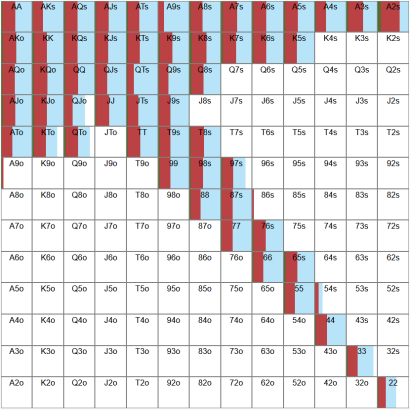 AA AKs AQs AJs ATs A9s A8s A7s A6s A5s A4s A3s A2s
AKo KK KQs KJs KTs K9s K8s K7s K6s K5s K4s K3s K2s
AQo KQo QQ QJs QTs Q9s Q8s Q7s Q6s Q5s Q4s Q3s Q2s
AJo KJo QJo JJ JTs J9s J8s J7s J6s J5s J4s J3s J2s
ATo KTo QTo JTo TT T9s T8s T7s T6s T5s T4s T3s T2s
A9o K9o Q9o J9o T9o 99 98s 97s 96s 95s 94s 93s 92s
A8o K8o Q8o J8o T8o 98o 88 87s 86s 85s 84s 83s 82s
A7o K7o Q7o J7o T7o 97o 87o 77 76s 75s 74s 73s 72s
A6o K6o Q6o J6o T6o 96o 86o 76o 66 65s 64s 63s 62s
A5o K5o Q5o J5o T5o 95o 85o 75o 65o 55 54s 53s 52s
A4o K4o Q4o J4o T4o 94o 84o 74o 64o 54o 44 43s 42s
A3o K3o Q3o J3o T3o 93o 83o 73o 63o 53o 43o 33 32s
A2o K2o Q2o J2o T2o 92o 82o 72o 62o 52o 42o 32o 22